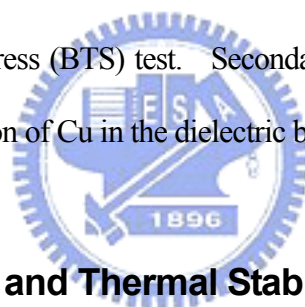 ress (BTS) test. Seconda
on of Cu in the dielectric b
E S
1896
and Thermal Stab